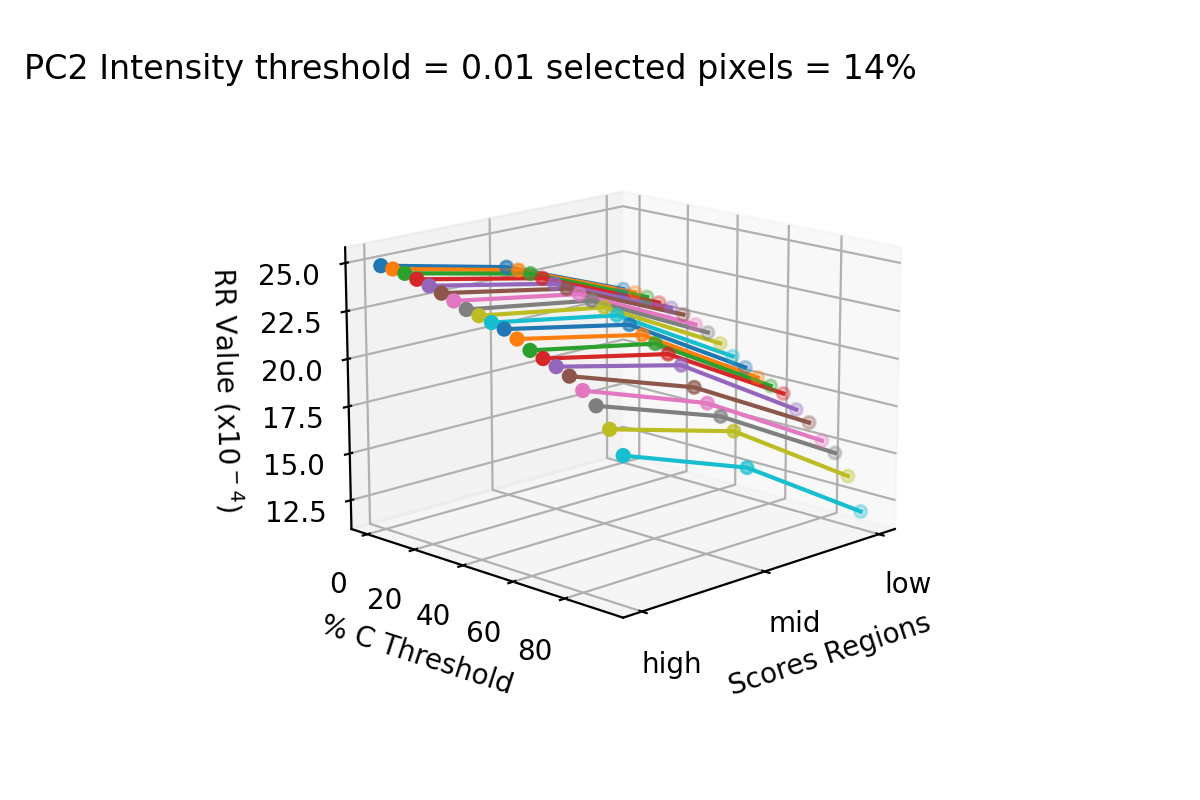 PC2 Intensity threshold = 0.01 selected pixels = 14%
25.0
22.5
20.0
17.5
15.0
12.5
RR Value (x10⁻⁴)
0
20
40
60
80
% C Threshold
low
mid
high
Scores Regions